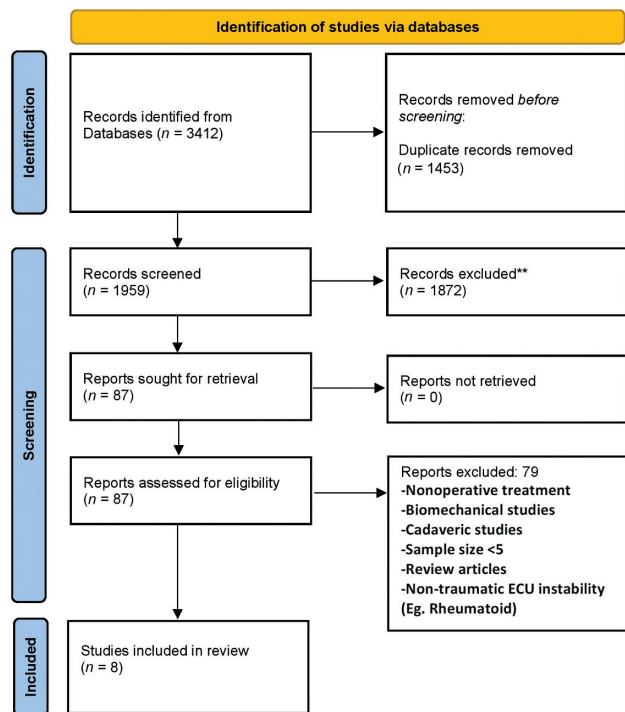 Identification of studies via databases
Identification
Records identified from
Databases (n = 3412)
Records removed before
screening:
Duplicate records removed
(n = 1453)
Screening
Records screened
(n = 1959)
Records excluded**
(n = 1872)
Reports sought for retrieval
(n = 87)
Reports not retrieved
(n = 0)
Reports assessed for eligibility
(n = 87)
Reports excluded: 79
-Nonoperative treatment
-Biomechanical studies
-Cadaveric studies
-Sample size <5
-Review articles
-Non-traumatic ECU instability
(Eg. Rheumatoid)
Included
Studies included in review
(n = 8)